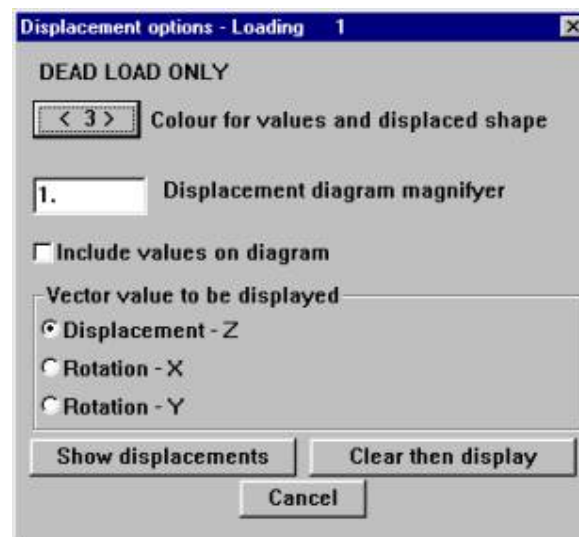 Displacement options - Loading 1
DEAD LOAD ONLY
< 3 > Colour for values and displaced shape
1. Displacement diagram magnifyer
Include values on diagram
Vector value to be displayed
Displacement - Z
Rotation - X
Rotation - Y
Show displacements Clear then display
Cancel